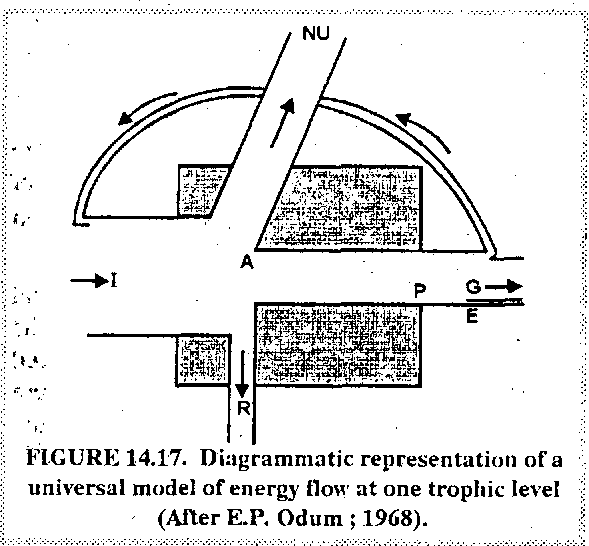 NU
A
I
P
G
E
R
FIGURE 14.17. Diagrammatic representation of a
universal model of energy flow at one trophic level
(After E.P. Odum ; 1968).